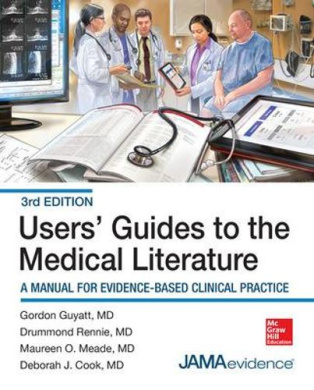 3rd EDITION
Users' Guides to the
Medical Literature
A MANUAL FOR EVIDENCE-BASED CLINICAL PRACTICE
Gordon Guyatt, MD
Drummond Rennie, MD
Maureen O. Meade, MD
Deborah J. Cook, MD
Mc
Graw
Hill
Education
JAMAevidence®